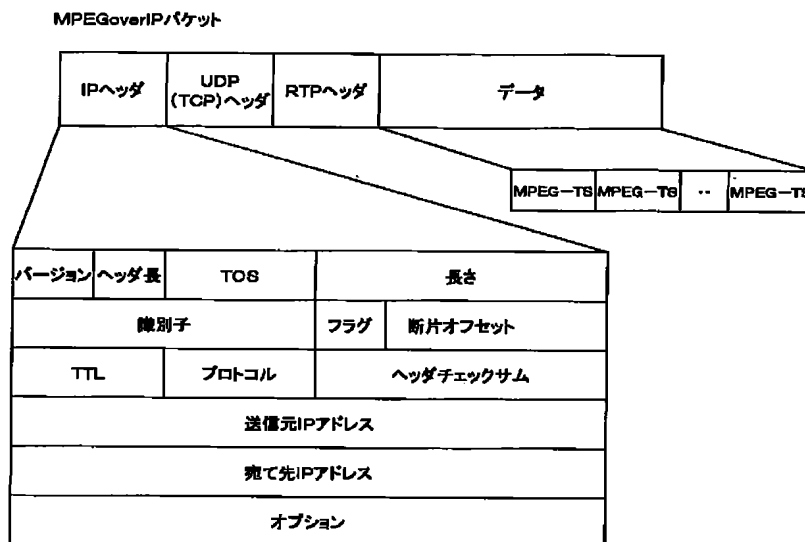 MPEGoverIPパケット
IPヘッダ
UDP
(TCP)ヘッダ
RTPヘッダ
データ
MPEG-TS
MPEG-TS
‥
MPEG-TS
バージョン
ヘッダ長
TOS
長さ
識別子
フラグ
断片オフセット
TTL
プロトコル
ヘッダチェックサム
送信元IPアドレス
宛て先IPアドレス
オプション